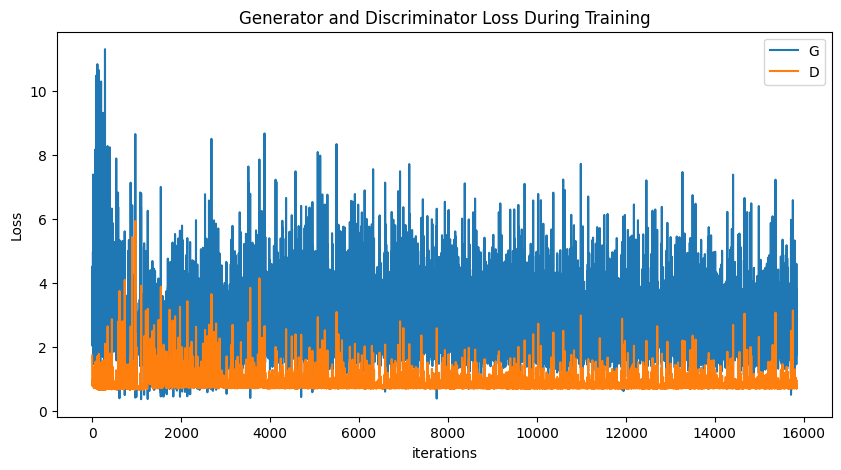 Generator and Discriminator Loss During Training
G
D
10
8
6
4
2
0
Loss
0 2000 4000 6000 8000 10000 12000 14000 16000
iterations